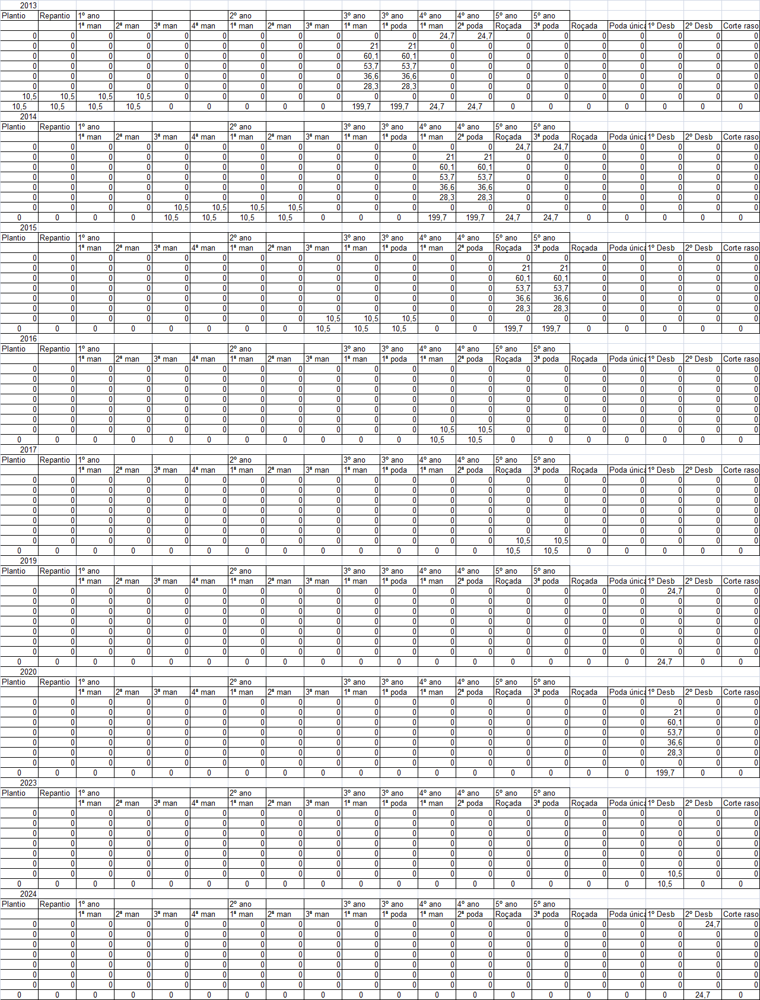 2013
Plantio Repantio 1º ano 2º ano 3º ano 3º ano 4º ano 4º ano 5º ano 5º ano
1ª man 2ª man 3ª man 4ª man 1ª man 2ª man 3ª man 1ª man 1ª poda 1ª man 2ª poda Roçada 3ª poda Roçada Poda única 1º Desb 2º Desb Corte raso
0 0 0 0 0 0 0 0 0 0 0 24,7 24,7 0 0 0 0 0 0 0
0 0 0 0 0 0 0 0 0 21 21 0 0 0 0 0 0 0 0 0
0 0 0 0 0 0 0 0 0 60,1 60,1 0 0 0 0 0 0 0 0 0
0 0 0 0 0 0 0 0 0 53,7 53,7 0 0 0 0 0 0 0 0 0
0 0 0 0 0 0 0 0 0 36,6 36,6 0 0 0 0 0 0 0 0 0
0 0 0 0 0 0 0 0 0 28,3 28,3 0 0 0 0 0 0 0 0 0
10,5 10,5 10,5 10,5 0 0 0 0 0 0 0 0 0 0 0 0 0 0 0 0
10,5 10,5 10,5 10,5 0 0 0 0 0 199,7 199,7 24,7 24,7 0 0 0 0 0 0 0
2014
Plantio Repantio 1º ano 2º ano 3º ano 3º ano 4º ano 4º ano 5º ano 5º ano
1ª man 2ª man 3ª man 4ª man 1ª man 2ª man 3ª man 1ª man 1ª poda 1ª man 2ª poda Roçada 3ª poda Roçada Poda única 1º Desb 2º Desb Corte raso
0 0 0 0 0 0 0 0 0 0 0 0 0 24,7 24,7 0 0 0 0 0
0 0 0 0 0 0 0 0 0 0 0 21 21 0 0 0 0 0 0 0
0 0 0 0 0 0 0 0 0 0 0 60,1 60,1 0 0 0 0 0 0 0
0 0 0 0 0 0 0 0 0 0 0 53,7 53,7 0 0 0 0 0 0 0
0 0 0 0 0 0 0 0 0 0 0 36,6 36,6 0 0 0 0 0 0 0
0 0 0 0 0 0 0 0 0 0 0 28,3 28,3 0 0 0 0 0 0 0
0 0 0 0 10,5 10,5 10,5 10,5 0 0 0 0 0 0 0 0 0 0 0 0
0 0 0 0 10,5 10,5 10,5 10,5 0 0 0 199,7 199,7 24,7 24,7 0 0 0 0 0
2015
Plantio Repantio 1º ano 2º ano 3º ano 3º ano 4º ano 4º ano 5º ano 5º ano
1ª man 2ª man 3ª man 4ª man 1ª man 2ª man 3ª man 1ª man 1ª poda 1ª man 2ª poda Roçada 3ª poda Roçada Poda única 1º Desb 2º Desb Corte raso
0 0 0 0 0 0 0 0 0 0 0 0 0 0 0 0 0 0 0 0
0 0 0 0 0 0 0 0 0 0 0 0 0 21 21 0 0 0 0 0
0 0 0 0 0 0 0 0 0 0 0 0 0 60,1 60,1 0 0 0 0 0
0 0 0 0 0 0 0 0 0 0 0 0 0 53,7 53,7 0 0 0 0 0
0 0 0 0 0 0 0 0 0 0 0 0 0 36,6 36,6 0 0 0 0 0
0 0 0 0 0 0 0 0 0 0 0 0 0 28,3 28,3 0 0 0 0 0
0 0 0 0 0 0 0 0 10,5 10,5 10,5 0 0 0 0 0 0 0 0 0
0 0 0 0 0 0 0 0 10,5 10,5 10,5 0 0 199,7 199,7 0 0 0 0 0
2016
Plantio Repantio 1º ano 2º ano 3º ano 3º ano 4º ano 4º ano 5º ano 5º ano
1ª man 2ª man 3ª man 4ª man 1ª man 2ª man 3ª man 1ª man 1ª poda 1ª man 2ª poda Roçada 3ª poda Roçada Poda única 1º Desb 2º Desb Corte raso
0 0 0 0 0 0 0 0 0 0 0 0 0 0 0 0 0 0 0 0
0 0 0 0 0 0 0 0 0 0 0 0 0 0 0 0 0 0 0 0
0 0 0 0 0 0 0 0 0 0 0 0 0 0 0 0 0 0 0 0
0 0 0 0 0 0 0 0 0 0 0 0 0 0 0 0 0 0 0 0
0 0 0 0 0 0 0 0 0 0 0 0 0 0 0 0 0 0 0 0
0 0 0 0 0 0 0 0 0 0 0 0 0 0 0 0 0 0 0 0
0 0 0 0 0 0 0 0 0 0 0 10,5 10,5 0 0 0 0 0 0 0
0 0 0 0 0 0 0 0 0 0 0 10,5 10,5 0 0 0 0 0 0 0
2017
Plantio Repantio 1º ano 2º ano 3º ano 3º ano 4º ano 4º ano 5º ano 5º ano
1ª man 2ª man 3ª man 4ª man 1ª man 2ª man 3ª man 1ª man 1ª poda 1ª man 2ª poda Roçada 3ª poda Roçada Poda única 1º Desb 2º Desb Corte raso
0 0 0 0 0 0 0 0 0 0 0 0 0 0 0 0 0 0 0 0
0 0 0 0 0 0 0 0 0 0 0 0 0 0 0 0 0 0 0 0
0 0 0 0 0 0 0 0 0 0 0 0 0 0 0 0 0 0 0 0
0 0 0 0 0 0 0 0 0 0 0 0 0 0 0 0 0 0 0 0
0 0 0 0 0 0 0 0 0 0 0 0 0 0 0 0 0 0 0 0
0 0 0 0 0 0 0 0 0 0 0 0 0 0 0 0 0 0 0 0
0 0 0 0 0 0 0 0 0 0 0 0 0 10,5 10,5 0 0 0 0 0
0 0 0 0 0 0 0 0 0 0 0 0 0 10,5 10,5 0 0 0 0 0
2019
Plantio Repantio 1º ano 2º ano 3º ano 3º ano 4º ano 4º ano 5º ano 5º ano
1ª man 2ª man 3ª man 4ª man 1ª man 2ª man 3ª man 1ª man 1ª poda 1ª man 2ª poda Roçada 3ª poda Roçada Poda única 1º Desb 2º Desb Corte raso
0 0 0 0 0 0 0 0 0 0 0 0 0 0 0 0 0 24,7 0 0
0 0 0 0 0 0 0 0 0 0 0 0 0 0 0 0 0 0 0 0
0 0 0 0 0 0 0 0 0 0 0 0 0 0 0 0 0 0 0 0
0 0 0 0 0 0 0 0 0 0 0 0 0 0 0 0 0 0 0 0
0 0 0 0 0 0 0 0 0 0 0 0 0 0 0 0 0 0 0 0
0 0 0 0 0 0 0 0 0 0 0 0 0 0 0 0 0 0 0 0
0 0 0 0 0 0 0 0 0 0 0 0 0 0 0 0 0 0 0 0
0 0 0 0 0 0 0 0 0 0 0 0 0 0 0 0 0 24,7 0 0
2020
Plantio Repantio 1º ano 2º ano 3º ano 3º ano 4º ano 4º ano 5º ano 5º ano
1ª man 2ª man 3ª man 4ª man 1ª man 2ª man 3ª man 1ª man 1ª poda 1ª man 2ª poda Roçada 3ª poda Roçada Poda única 1º Desb 2º Desb Corte raso
0 0 0 0 0 0 0 0 0 0 0 0 0 0 0 0 0 0 0 0
0 0 0 0 0 0 0 0 0 0 0 0 0 0 0 0 0 21 0 0
0 0 0 0 0 0 0 0 0 0 0 0 0 0 0 0 0 60,1 0 0
0 0 0 0 0 0 0 0 0 0 0 0 0 0 0 0 0 53,7 0 0
0 0 0 0 0 0 0 0 0 0 0 0 0 0 0 0 0 36,6 0 0
0 0 0 0 0 0 0 0 0 0 0 0 0 0 0 0 0 28,3 0 0
0 0 0 0 0 0 0 0 0 0 0 0 0 0 0 0 0 0 0 0
0 0 0 0 0 0 0 0 0 0 0 0 0 0 0 0 0 199,7 0 0
2023
Plantio Repantio 1º ano 2º ano 3º ano 3º ano 4º ano 4º ano 5º ano 5º ano
1ª man 2ª man 3ª man 4ª man 1ª man 2ª man 3ª man 1ª man 1ª poda 1ª man 2ª poda Roçada 3ª poda Roçada Poda única 1º Desb 2º Desb Corte raso
0 0 0 0 0 0 0 0 0 0 0 0 0 0 0 0 0 0 0 0
0 0 0 0 0 0 0 0 0 0 0 0 0 0 0 0 0 0 0 0
0 0 0 0 0 0 0 0 0 0 0 0 0 0 0 0 0 0 0 0
0 0 0 0 0 0 0 0 0 0 0 0 0 0 0 0 0 0 0 0
0 0 0 0 0 0 0 0 0 0 0 0 0 0 0 0 0 0 0 0
0 0 0 0 0 0 0 0 0 0 0 0 0 0 0 0 0 0 0 0
0 0 0 0 0 0 0 0 0 0 0 0 0 0 0 0 0 10,5 0 0
0 0 0 0 0 0 0 0 0 0 0 0 0 0 0 0 0 10,5 0 0
2024
Plantio Repantio 1º ano 2º ano 3º ano 3º ano 4º ano 4º ano 5º ano 5º ano
1ª man 2ª man 3ª man 4ª man 1ª man 2ª man 3ª man 1ª man 1ª poda 1ª man 2ª poda Roçada 3ª poda Roçada Poda única 1º Desb 2º Desb Corte raso
0 0 0 0 0 0 0 0 0 0 0 0 0 0 0 0 0 0 24,7 0
0 0 0 0 0 0 0 0 0 0 0 0 0 0 0 0 0 0 0 0
0 0 0 0 0 0 0 0 0 0 0 0 0 0 0 0 0 0 0 0
0 0 0 0 0 0 0 0 0 0 0 0 0 0 0 0 0 0 0 0
0 0 0 0 0 0 0 0 0 0 0 0 0 0 0 0 0 0 0 0
0 0 0 0 0 0 0 0 0 0 0 0 0 0 0 0 0 0 0 0
0 0 0 0 0 0 0 0 0 0 0 0 0 0 0 0 0 0 0 0
0 0 0 0 0 0 0 0 0 0 0 0 0 0 0 0 0 0 24,7 0